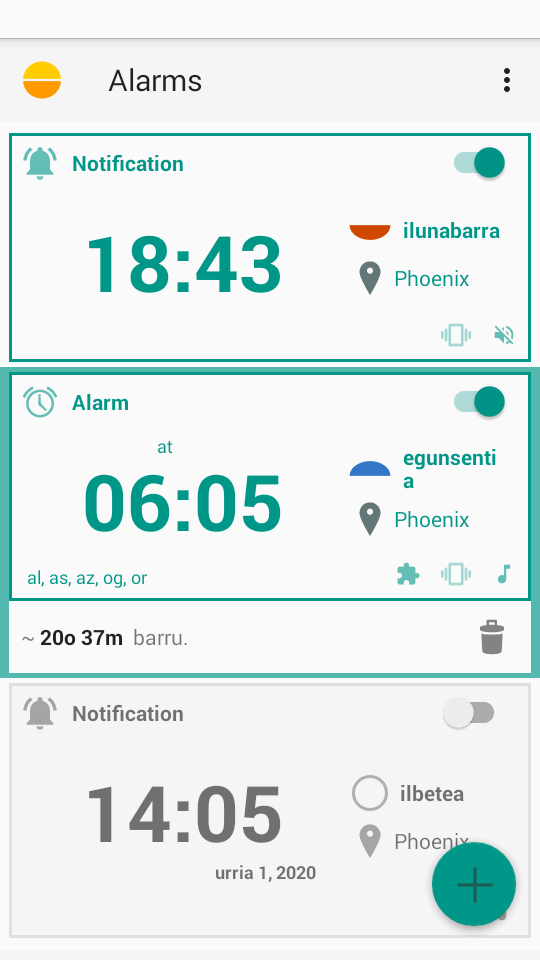 Alarms
Notification
18:43
ilunabarra
Phoenix
Alarm
at
06:05
egunsenti
a
Phoenix
al, as, az, og, or
~ 20o 37m barru.
Notification
14:05
ilbetea
Phoenix
urria 1, 2020